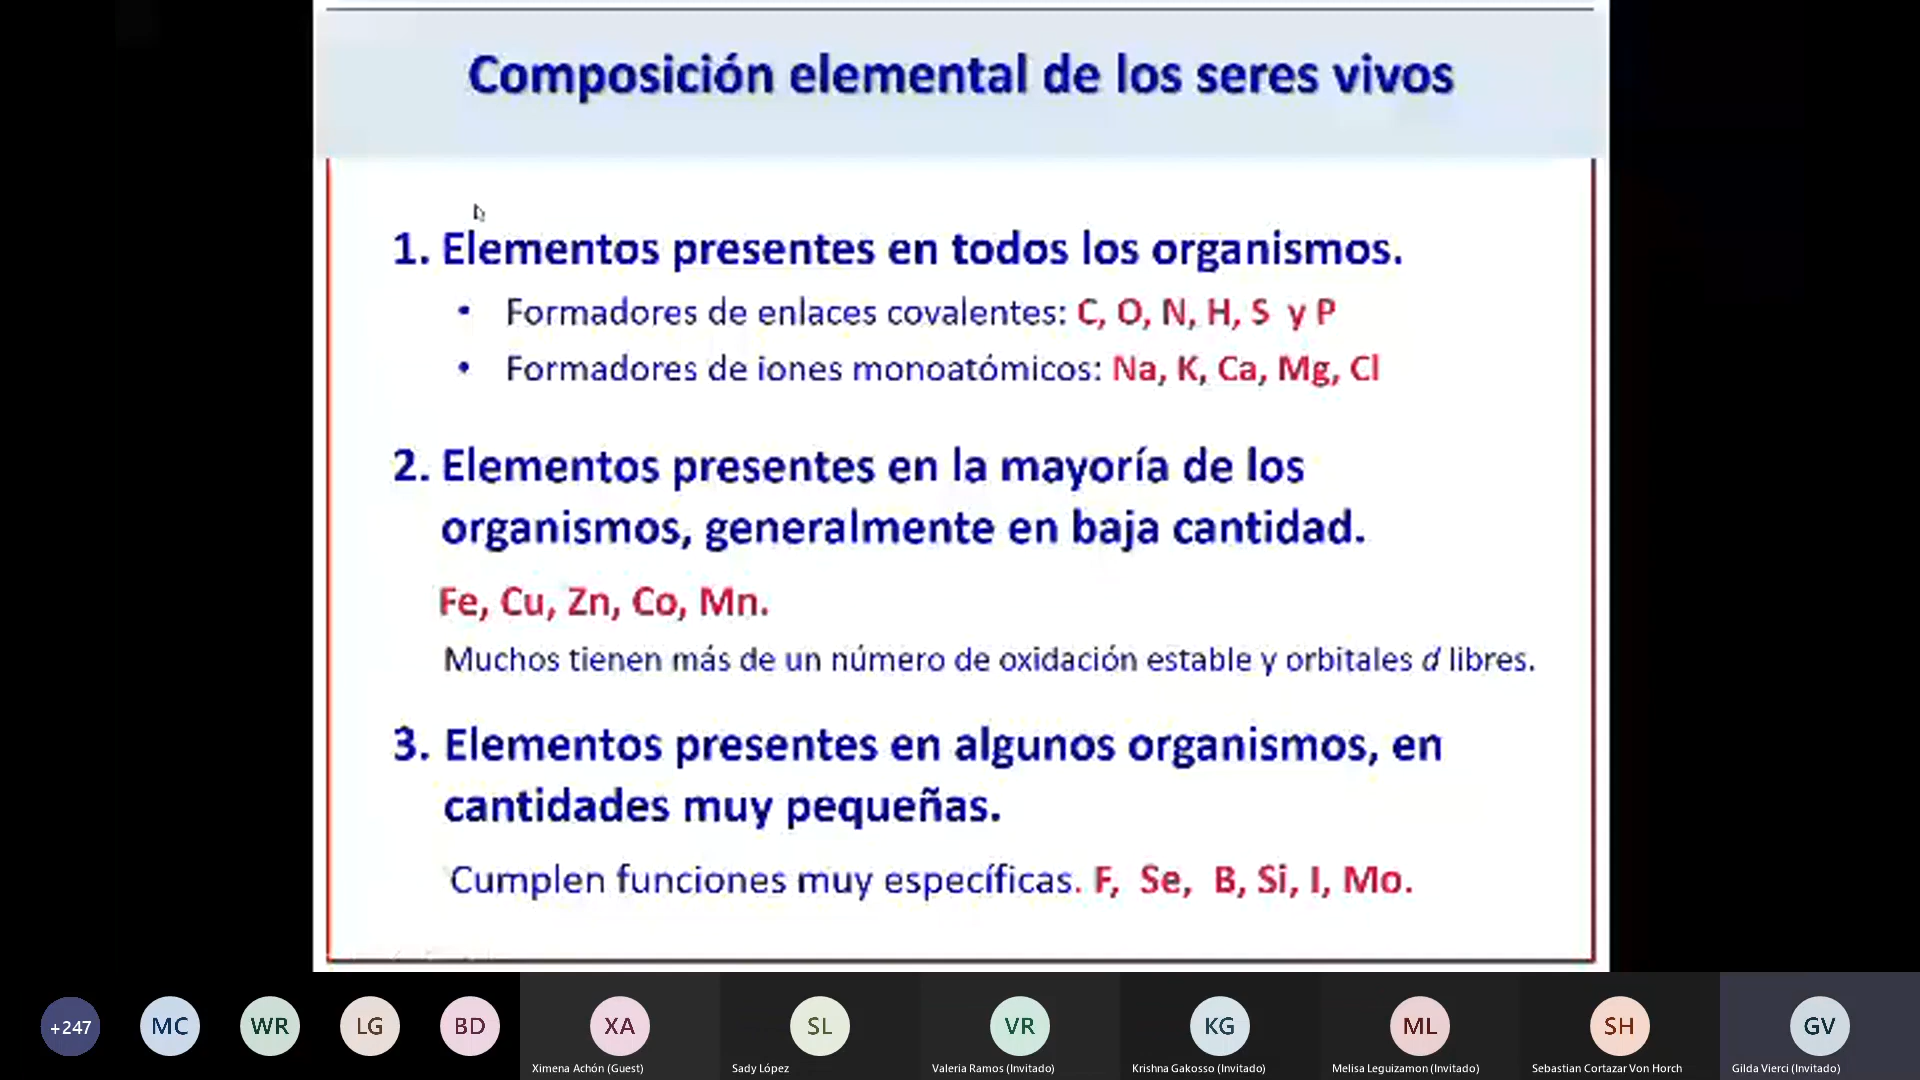 Composición elemental de los seres vivos
1. Elementos presentes en todos los organismos.
• Formadores de enlaces covalentes: C, O, N, H, S y P
• Formadores de iones monoatómicos: Na, K, Ca, Mg, Cl
2. Elementos presentes en la mayoría de los
organismos, generalmente en baja cantidad.
Fe, Cu, Zn, Co, Mn.
Muchos tienen más de un número de oxidación estable y orbitales d libres.
3. Elementos presentes en algunos organismos, en
cantidades muy pequeñas.
Cumplen funciones muy específicas. F, Se, B, Si, I, Mo.
+247 MC WR LG BD XA SL VR KG ML SH GV
Ximena Achón (Guest) Sady López Valeria Ramos (Invitado) Krishna Gakosso (Invitado) Melisa Leguizamon (Invitado) Sebastian Cortazar Von Horch Gilda Vierci (Invitado)